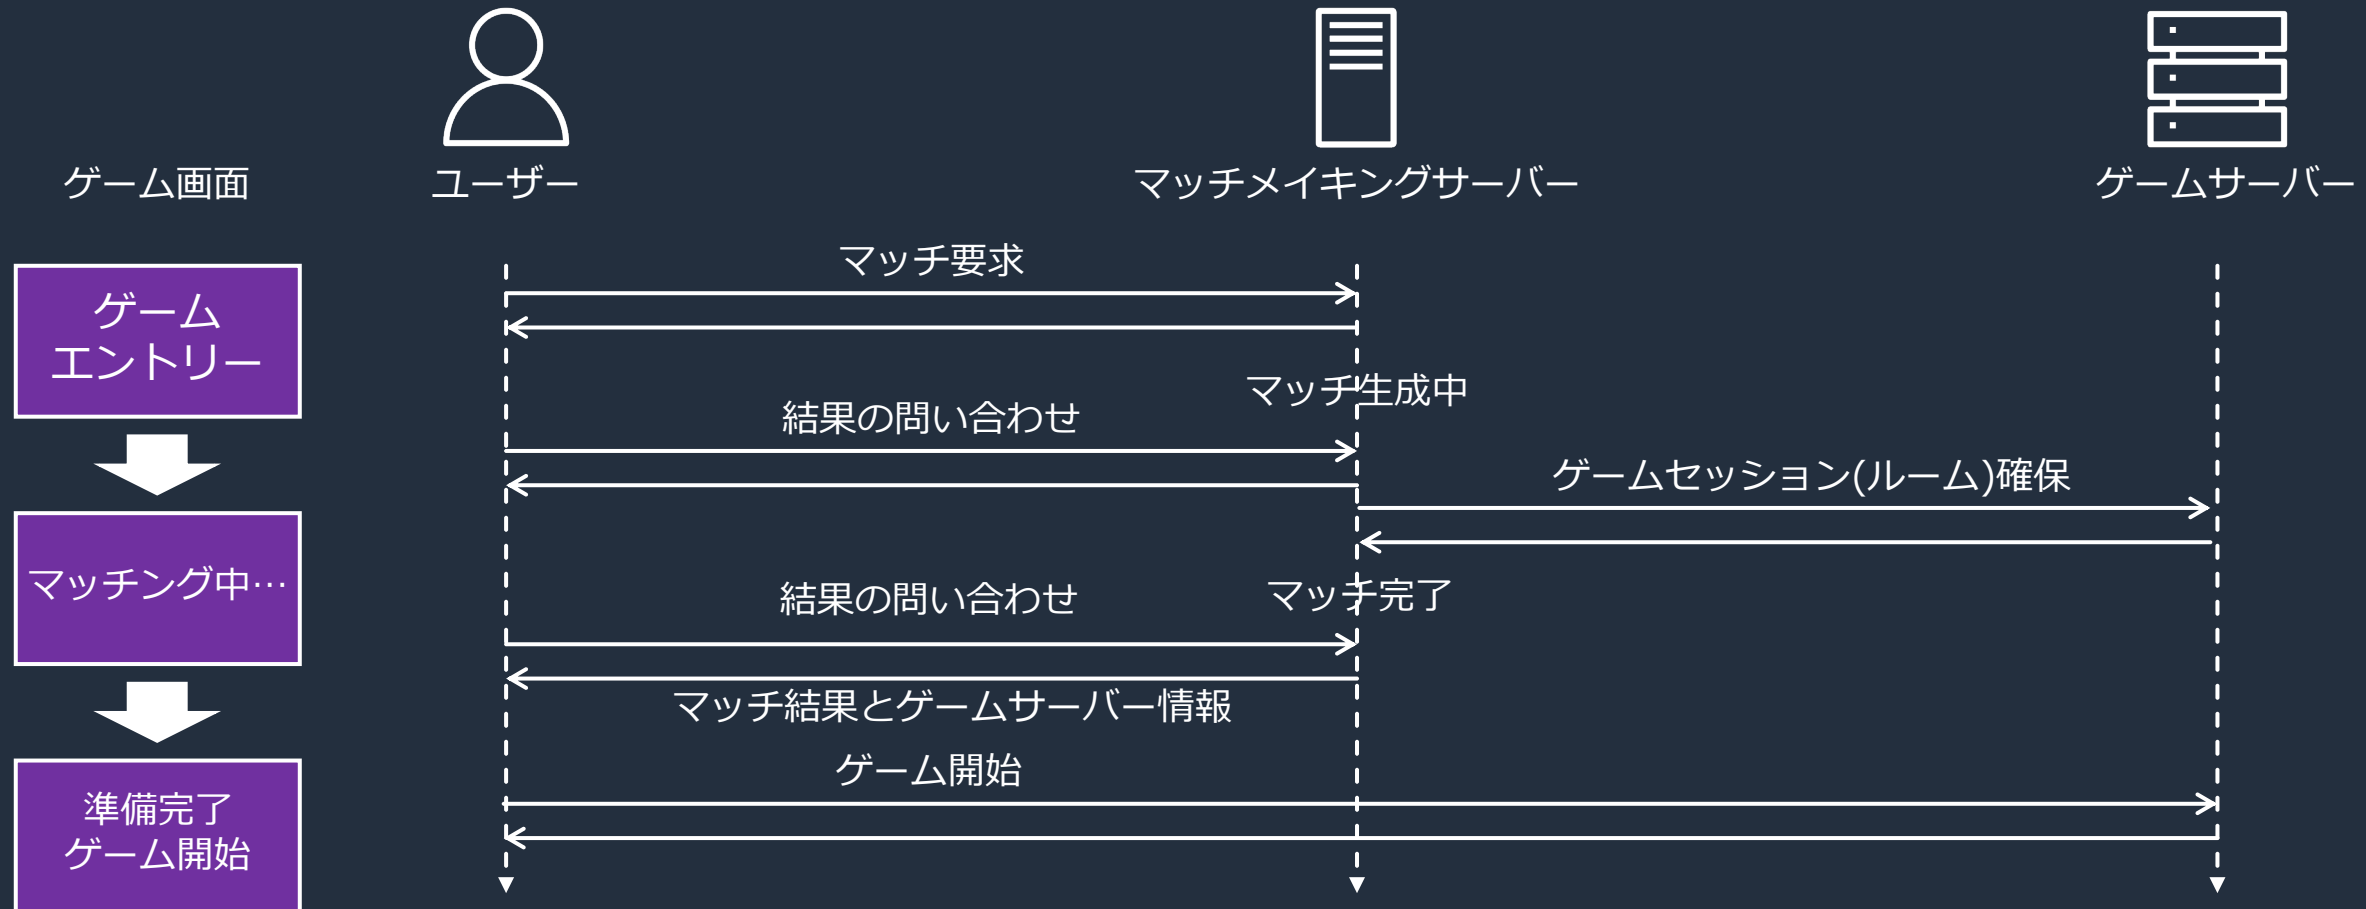 ゲーム画面
ユーザー
マッチメイキングサーバー
ゲームサーバー
マッチ要求
ゲーム
エントリー
マッチ生成中
結果の問い合わせ
ゲームセッション(ルーム)確保
マッチング中…
結果の問い合わせ
マッチ完了
マッチ結果とゲームサーバー情報
ゲーム開始
準備完了
ゲーム開始